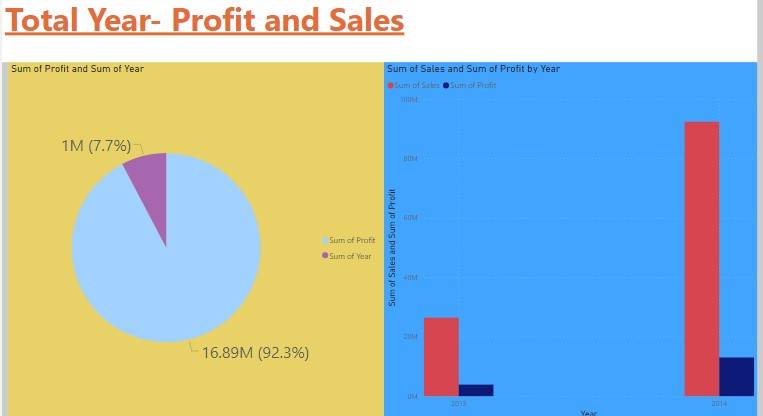 Total Year- Profit and Sales
Sum of Profit and Sum of Year
1M (7.7%)
Sum of Profit
Sum of Year
16.89M (92.3%)
Sum of Sales and Sum of Profit by Year
Sum of Sales Sum of Profit
Sum of Sales and Sum of Profit
100M
80M
60M
40M
20M
0M
2013 2014
Year